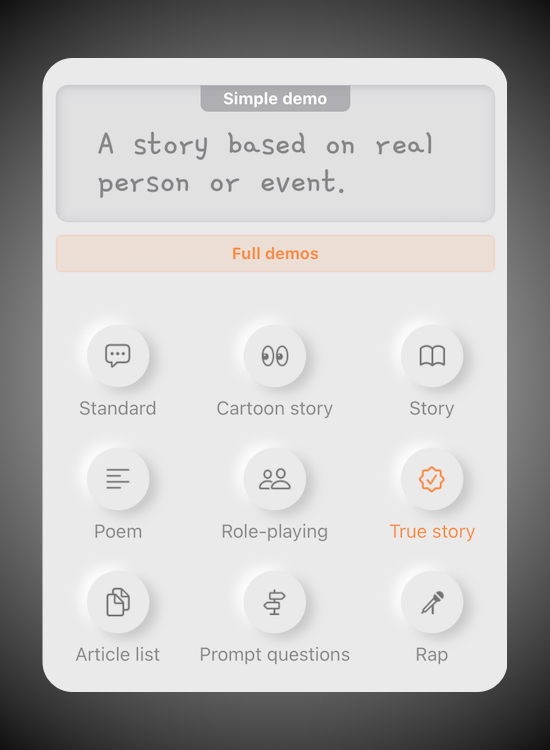 Simple demo
A story based on real
person or event.
Full demos
Standard
Cartoon story
Story
Poem
Role-playing
True story
Article list
Prompt questions
Rap